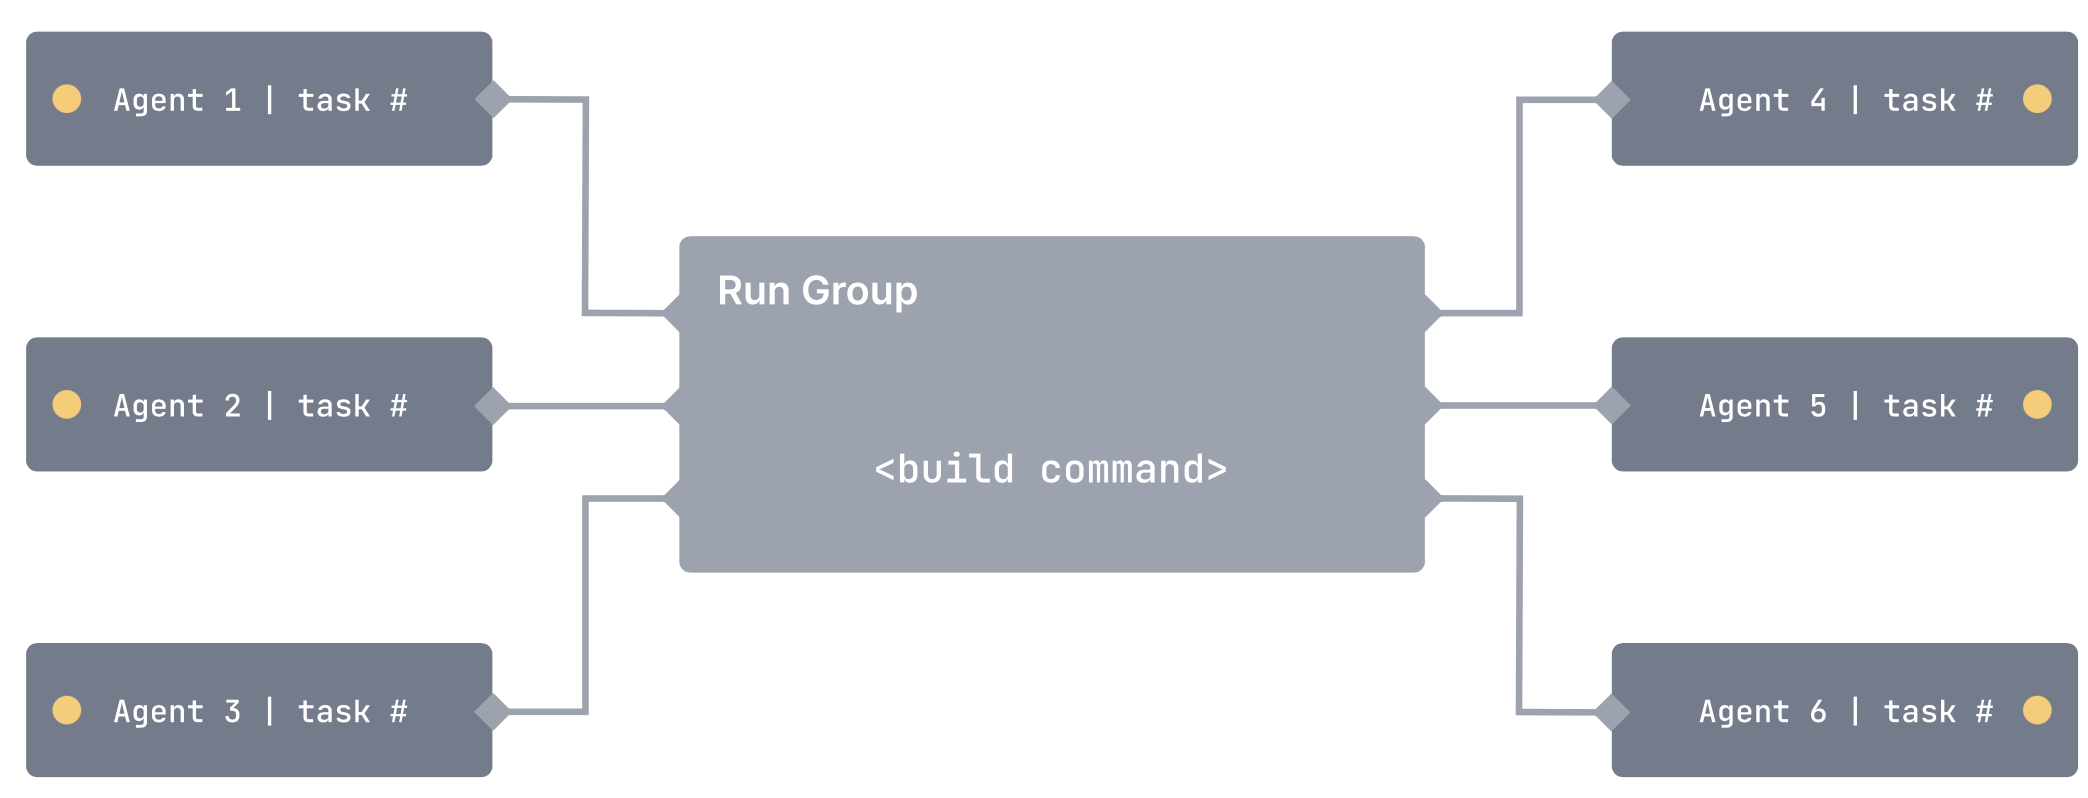 Agent 1 | task #
Agent 2 | task #
Agent 3 | task #
Run Group
<build command>
Agent 4 | task #
Agent 5 | task #
Agent 6 | task #